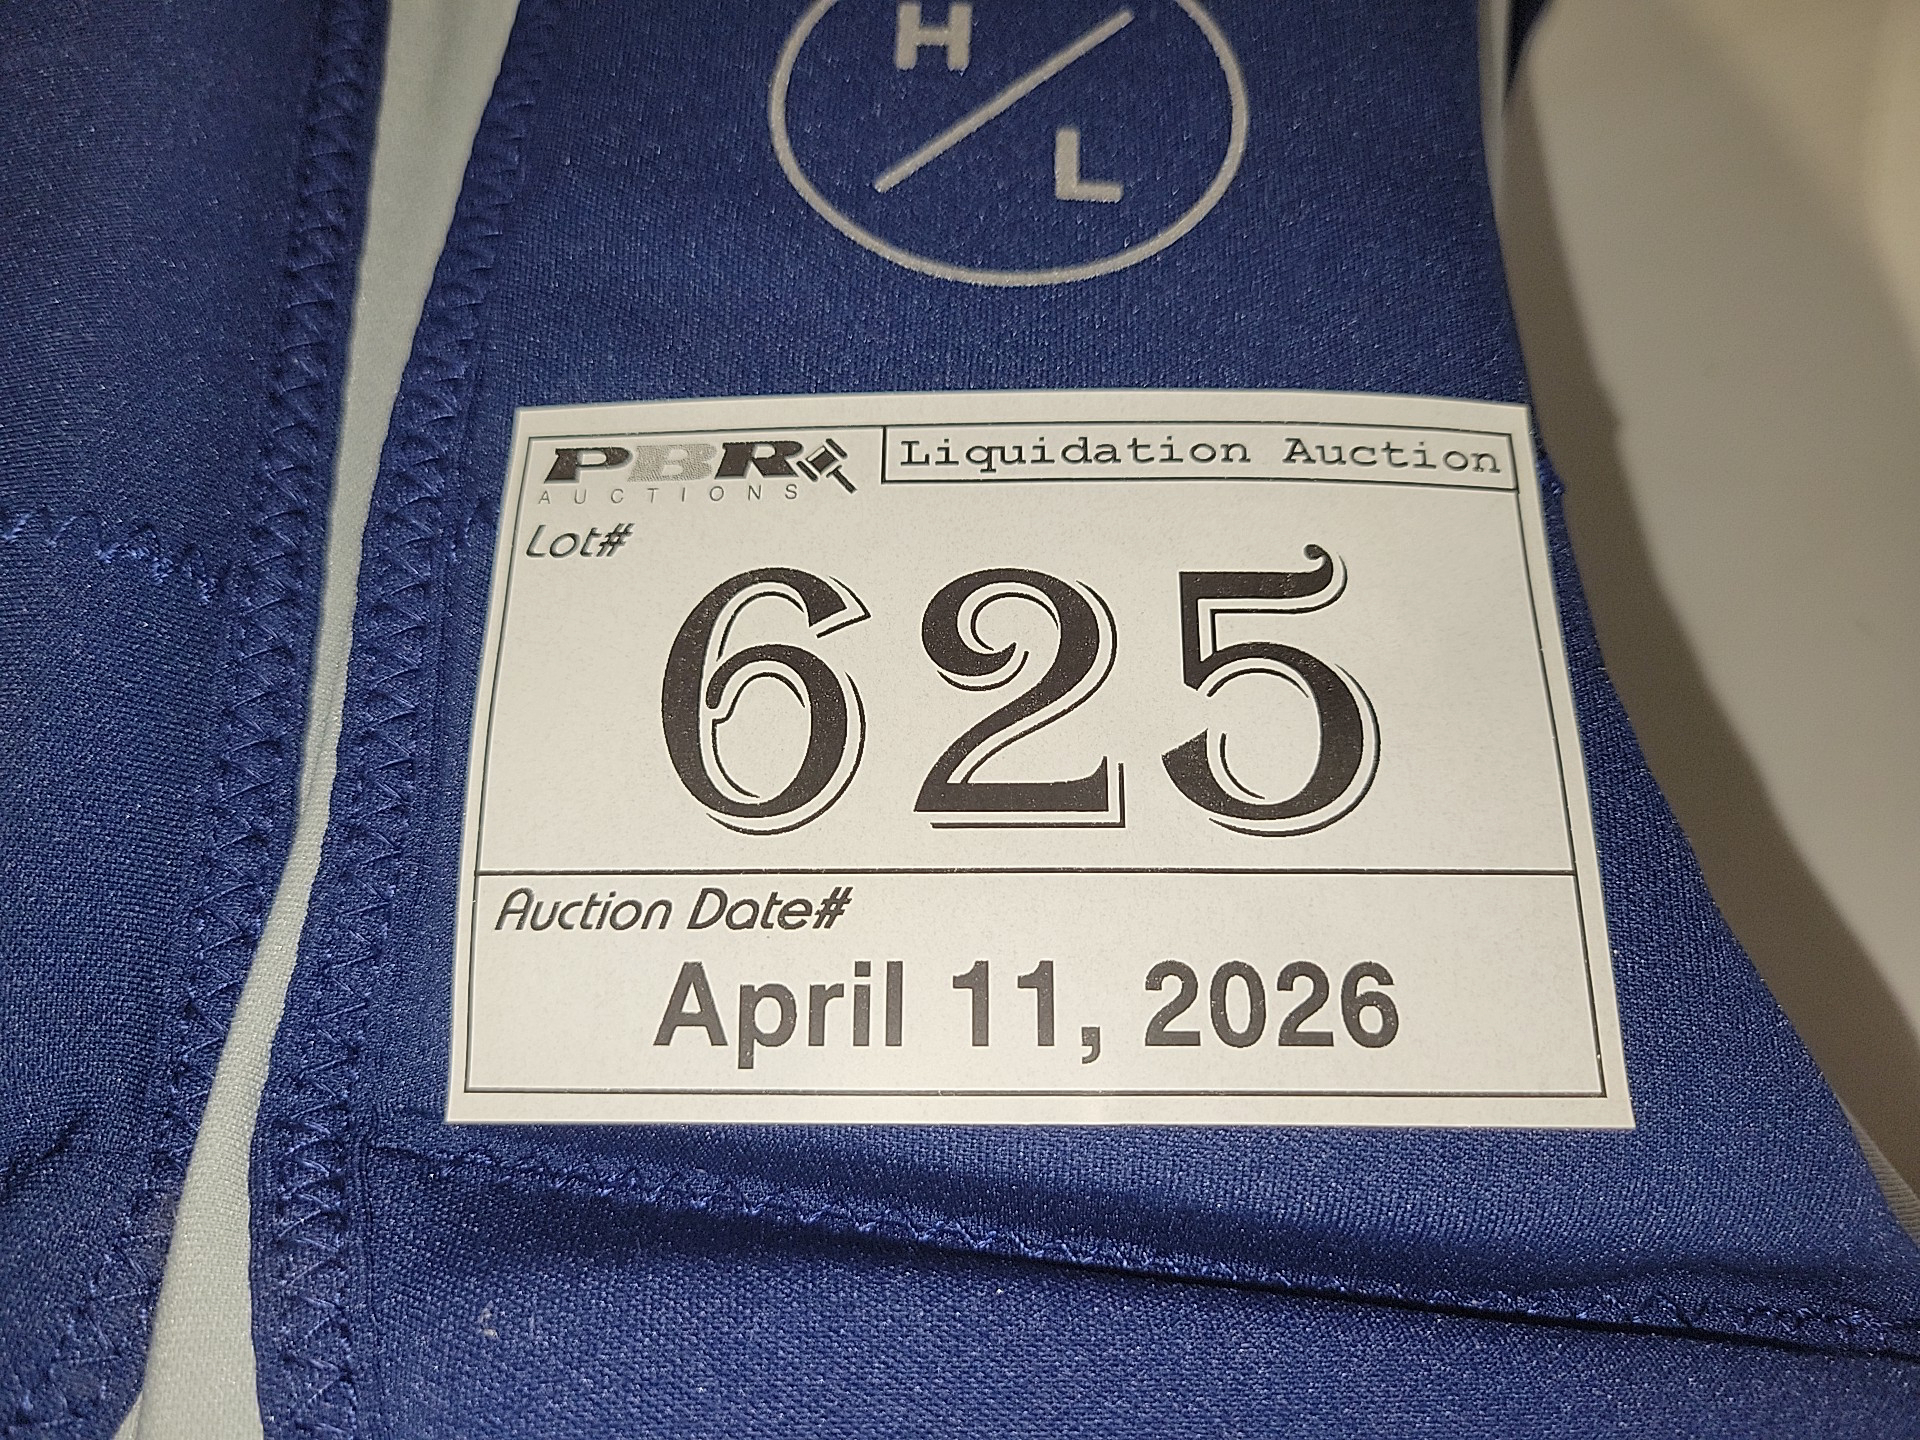 H
L
PBR
AUCTIONS
Liquidation Auction
Lot#
625
Auction Date#
April 11, 2026